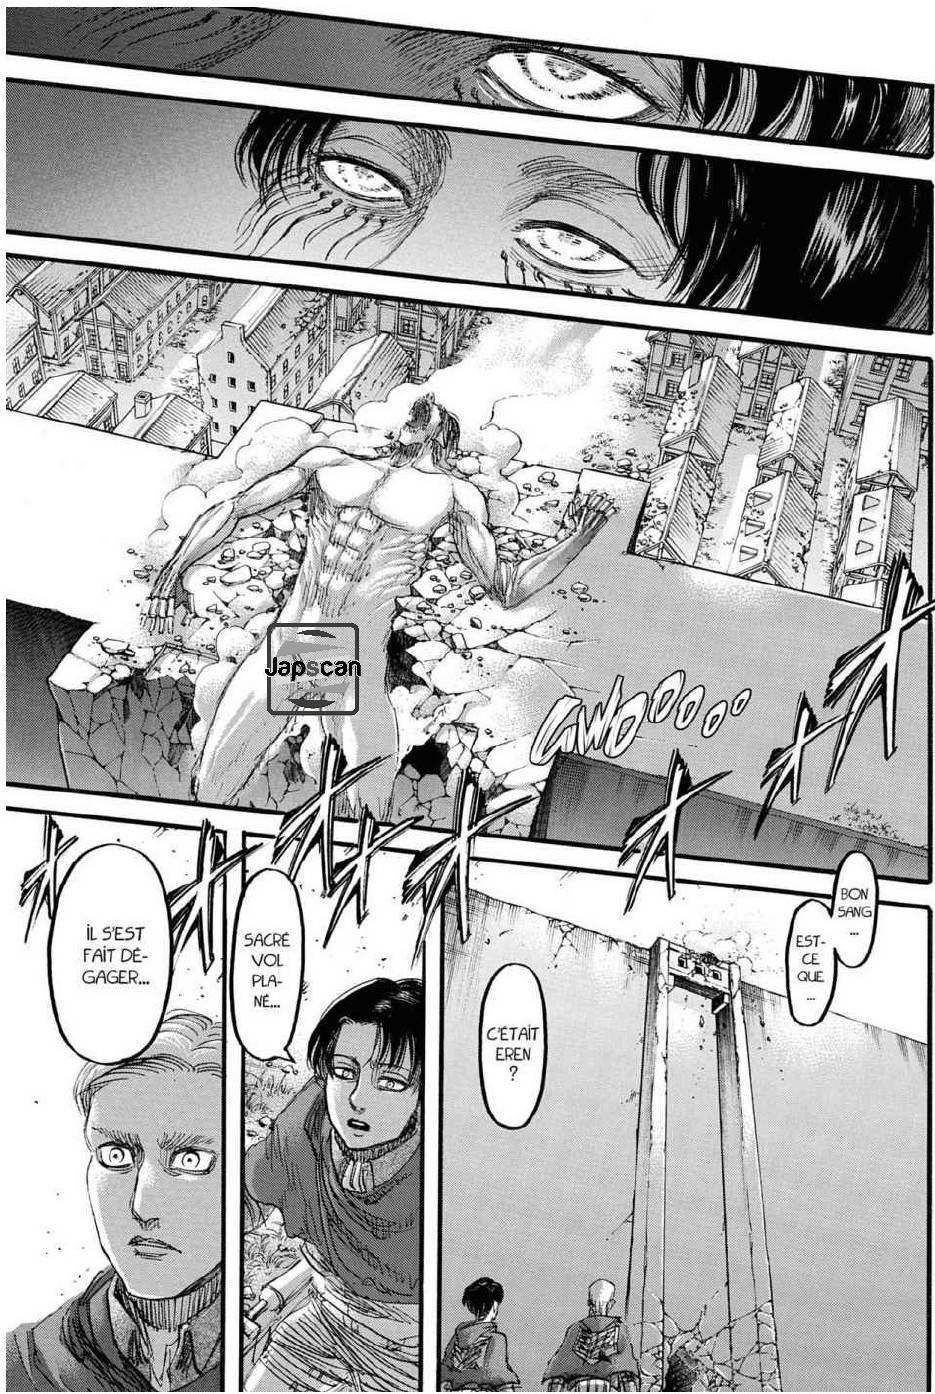 Japscan
GWOOOOOO
BON
SANG
...
EST-
CE QUE
...
C'ÉTAIT
EREN
?
SACRÉ
VOL
PLA-
NÉ...
IL S'EST
FAIT DÉ-
GAGER...